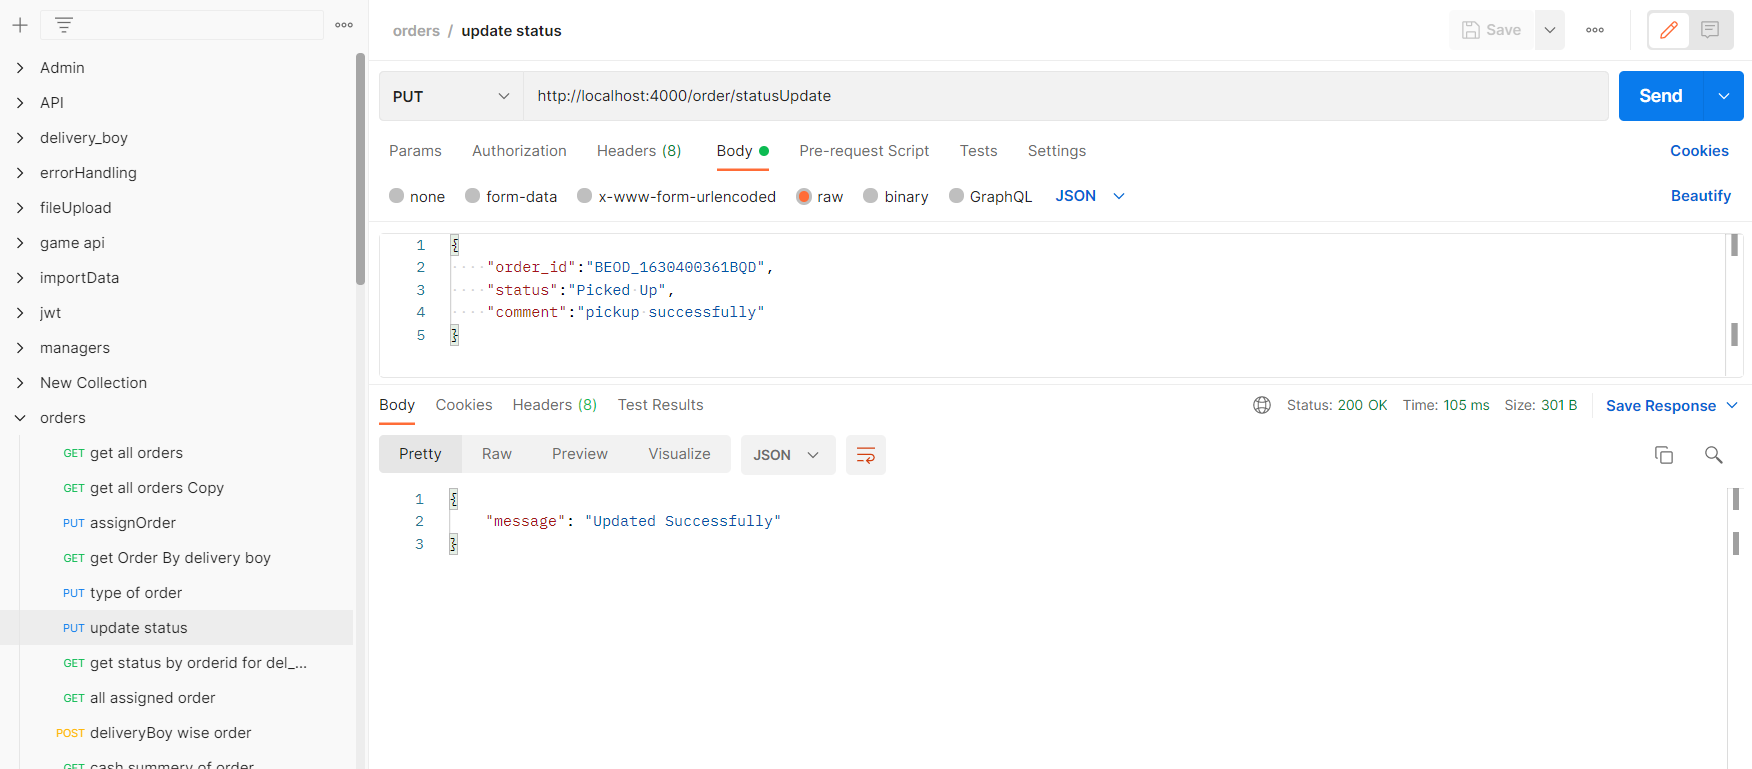 Admin
API
delivery_boy
errorHandling
fileUpload
game api
importData
jwt
managers
New Collection
orders
GET get all orders
GET get all orders Copy
PUT assignOrder
GET get Order By delivery boy
PUT type of order
PUT update status
GET get status by orderid for del_...
GET all assigned order
POST deliveryBoy wise order
GET cash summery of order
orders / update status
Save
PUT http://localhost:4000/order/statusUpdate Send
Params Authorization Headers (8) Body Pre-request Script Tests Settings Cookies
none form-data x-www-form-urlencoded raw binary GraphQL JSON Beautify
1 {
2 "order_id":"BEOD_1630400361BQD",
3 "status":"Picked Up",
4 "comment":"pickup successfully"
5 }
Body Cookies Headers (8) Test Results Status: 200 OK Time: 105 ms Size: 301 B Save Response
Pretty Raw Preview Visualize JSON
1 {
2 "message": "Updated Successfully"
3 }